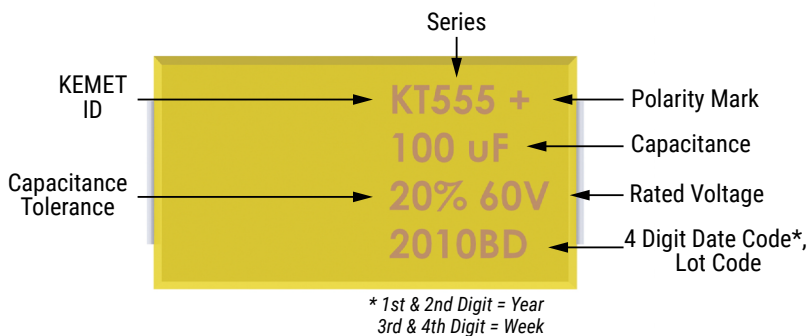 Series
KEMET
ID
KT555 +
Polarity Mark
100 uF
Capacitance
Capacitance
Tolerance
20% 60V
Rated Voltage
2010BD
4 Digit Date Code*,
Lot Code
* 1st & 2nd Digit = Year
3rd & 4th Digit = Week